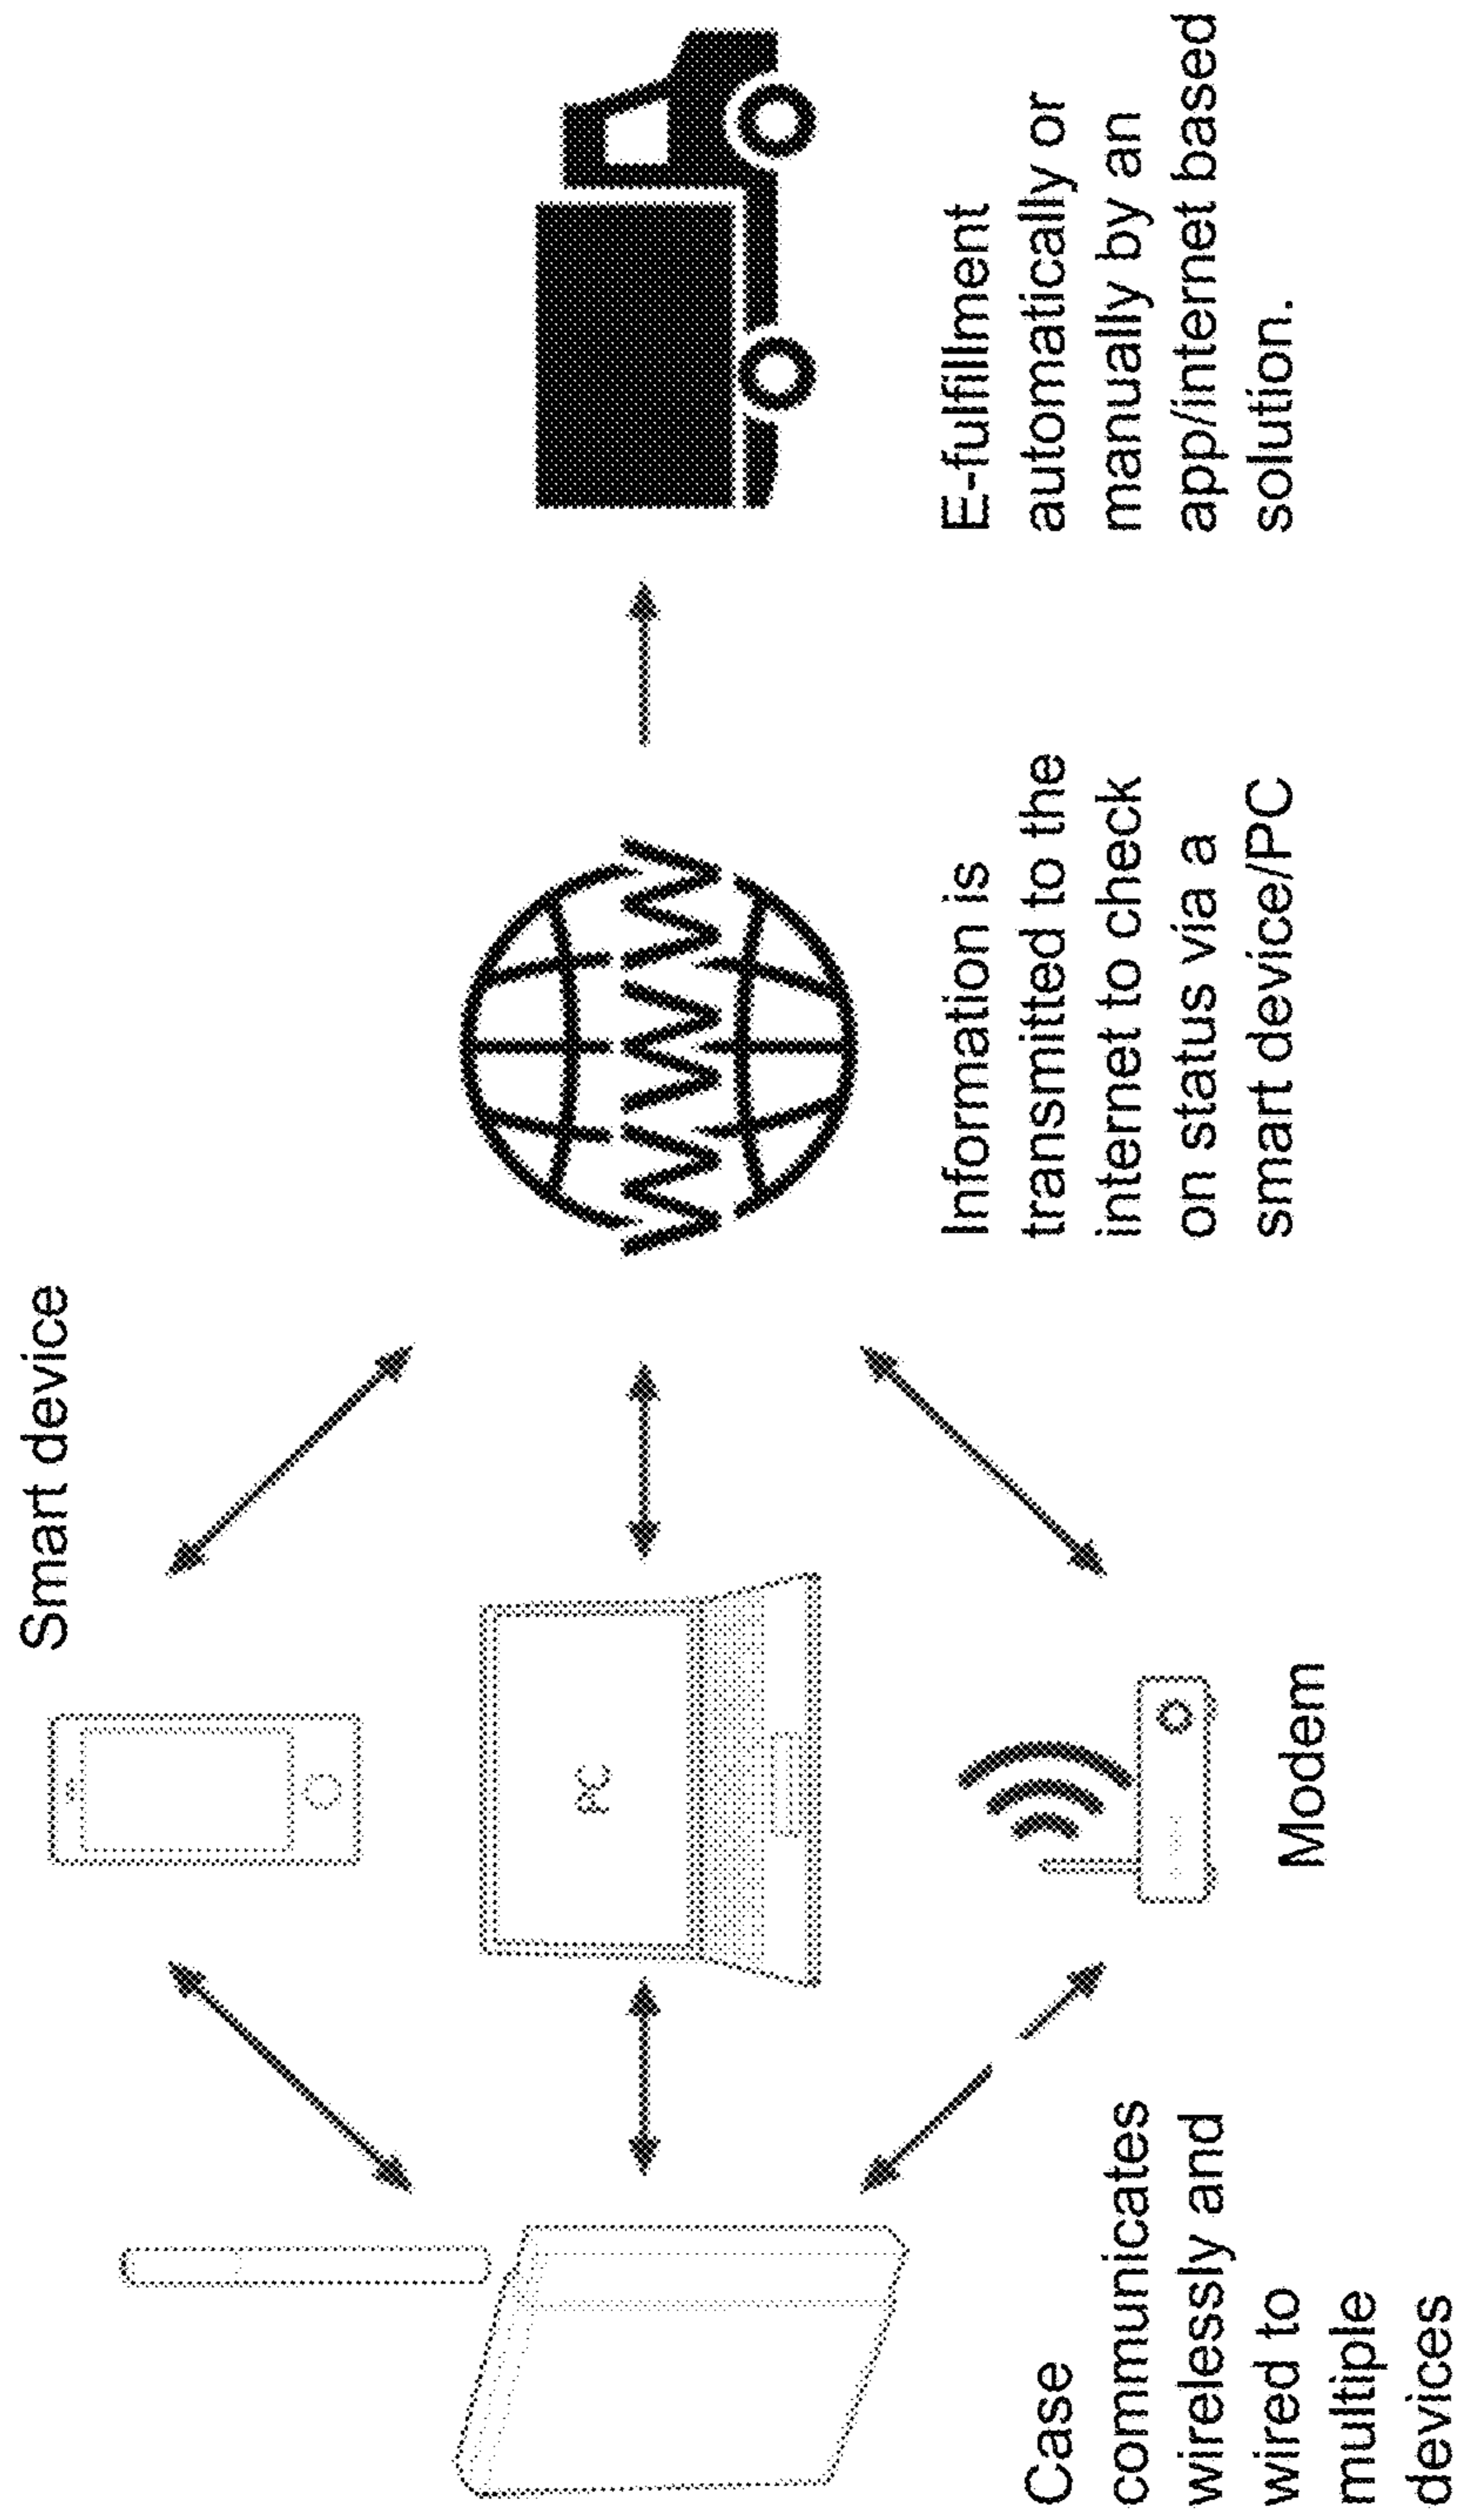 Smart device
PC
Modem
Case
communicates
wirelessly and
wired to
multiple
devices
WWW
Information is
transmitted to the
internet to check
on status via a
smart device/PC
E-fulfillment
automatically or
manually by an
app/internet based
solution.